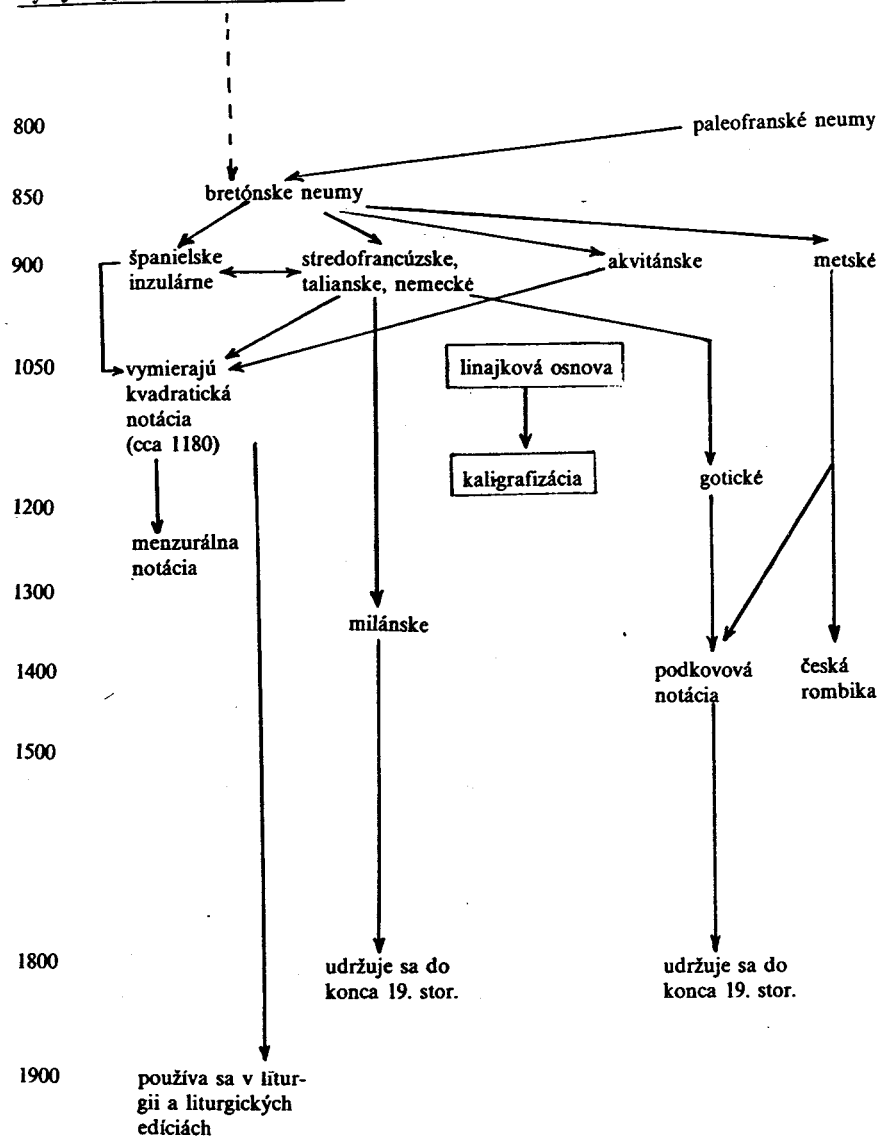 800
paleofranské neumy
850
bretónske neumy
900
španielske
inzulárne
stredofrancúzske,
talianske, nemecké
akvitánske
metské
1050
vymierajú
kvadratická
notácia
(cca 1180)
linajková osnova
kaligrafizácia
gotické
1200
menzurálna
notácia
1300
milánske
1400
podkovová
notácia
česká
rombika
1500
1800
udržuje sa do
konca 19. stor.
udržuje sa do
konca 19. stor.
1900
používa sa v litur-
gii a liturgických
edíciách